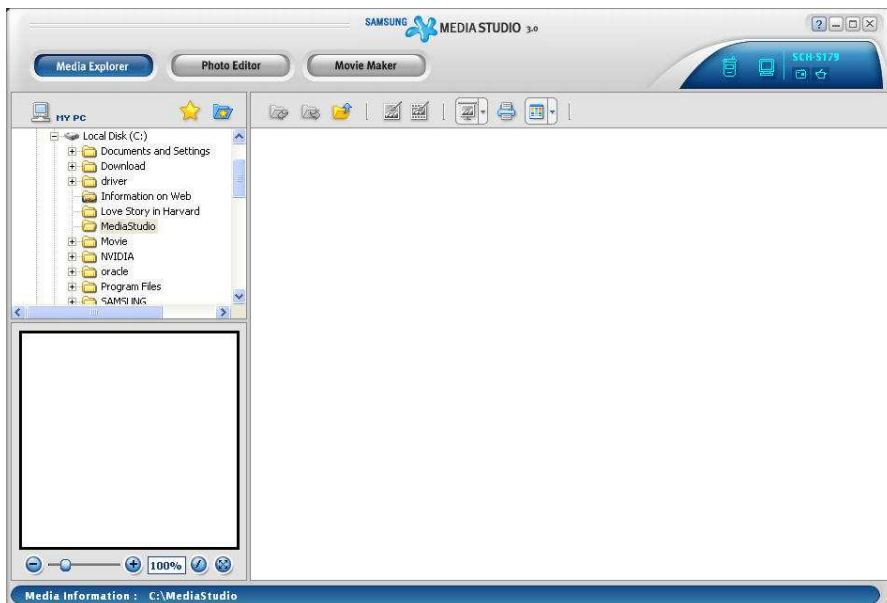 SAMSUNG MEDIA STUDIO 3.0
?
Media Explorer
Photo Editor
Movie Maker
SCH-S179
MY PC
Local Disk (C:)
Documents and Settings
Download
driver
Information on Web
Love Story in Harvard
MediaStudio
Movie
NVIDIA
oracle
Program Files
SAMSUNG
100%
Media Information : C:\MediaStudio